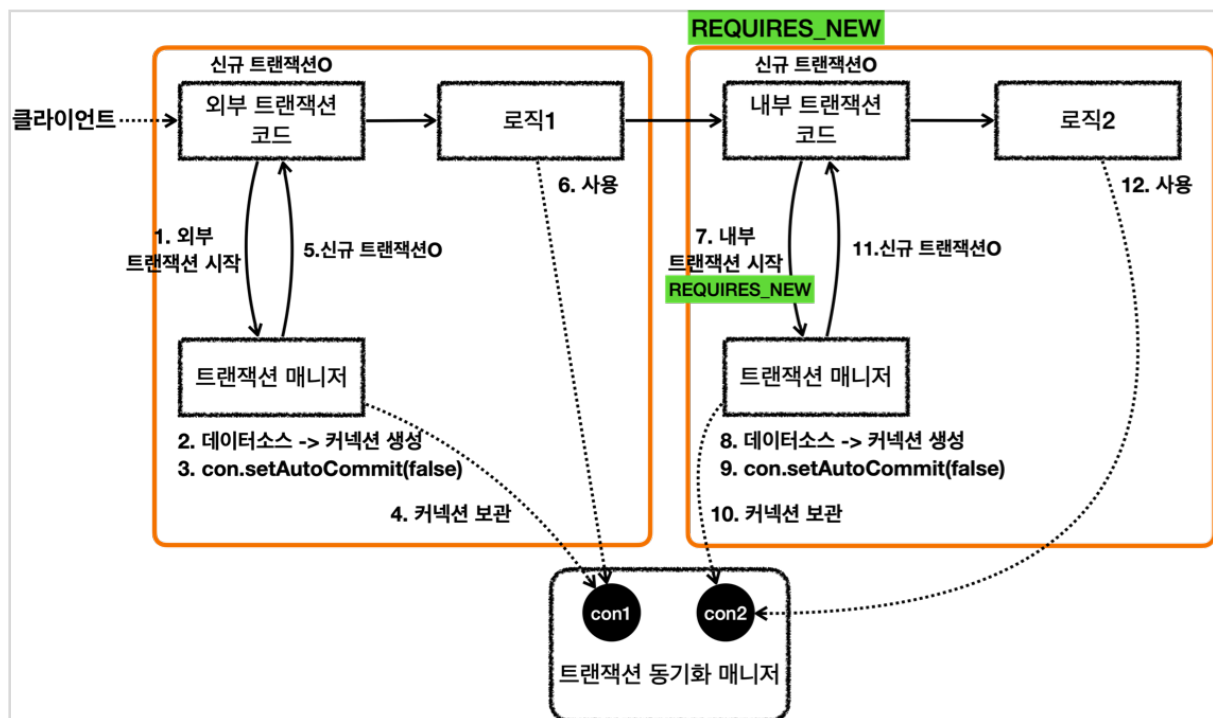 REQUIRES_NEW
신규 트랜잭션O
신규 트랜잭션O
클라이언트
외부 트랜잭션
코드
로직1
내부 트랜잭션
코드
로직2
6. 사용
12. 사용
1. 외부
트랜잭션 시작
5.신규 트랜잭션O
7. 내부
트랜잭션 시작
REQUIRES_NEW
11.신규 트랜잭션O
트랜잭션 매니저
트랜잭션 매니저
2. 데이터소스 -> 커넥션 생성
3. con.setAutoCommit(false)
8. 데이터소스 -> 커넥션 생성
9. con.setAutoCommit(false)
4. 커넥션 보관
10. 커넥션 보관
con1
con2
트랜잭션 동기화 매니저